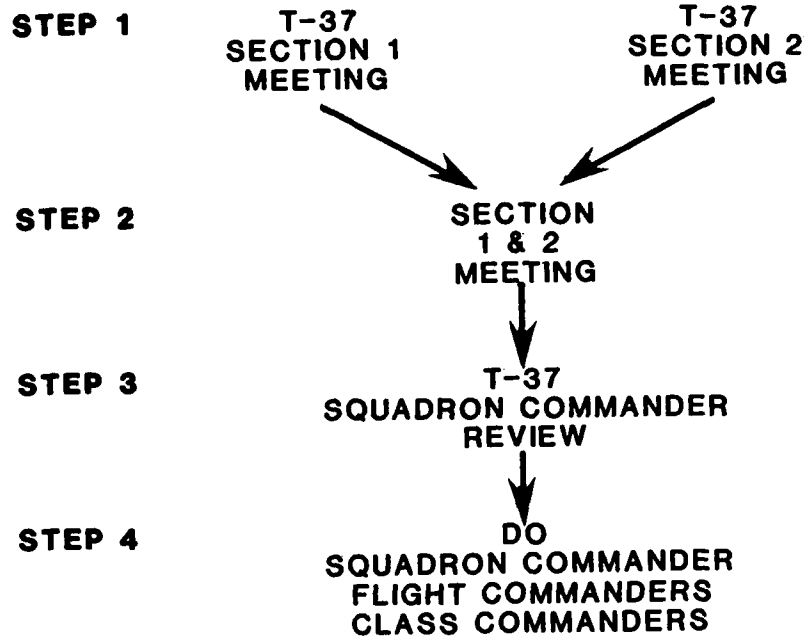 STEP 1
T-37
SECTION 1
MEETING
T-37
SECTION 2
MEETING
STEP 2
SECTION
1 & 2
MEETING
STEP 3
T-37
SQUADRON COMMANDER
REVIEW
STEP 4
DO
SQUADRON COMMANDER
FLIGHT COMMANDERS
CLASS COMMANDERS